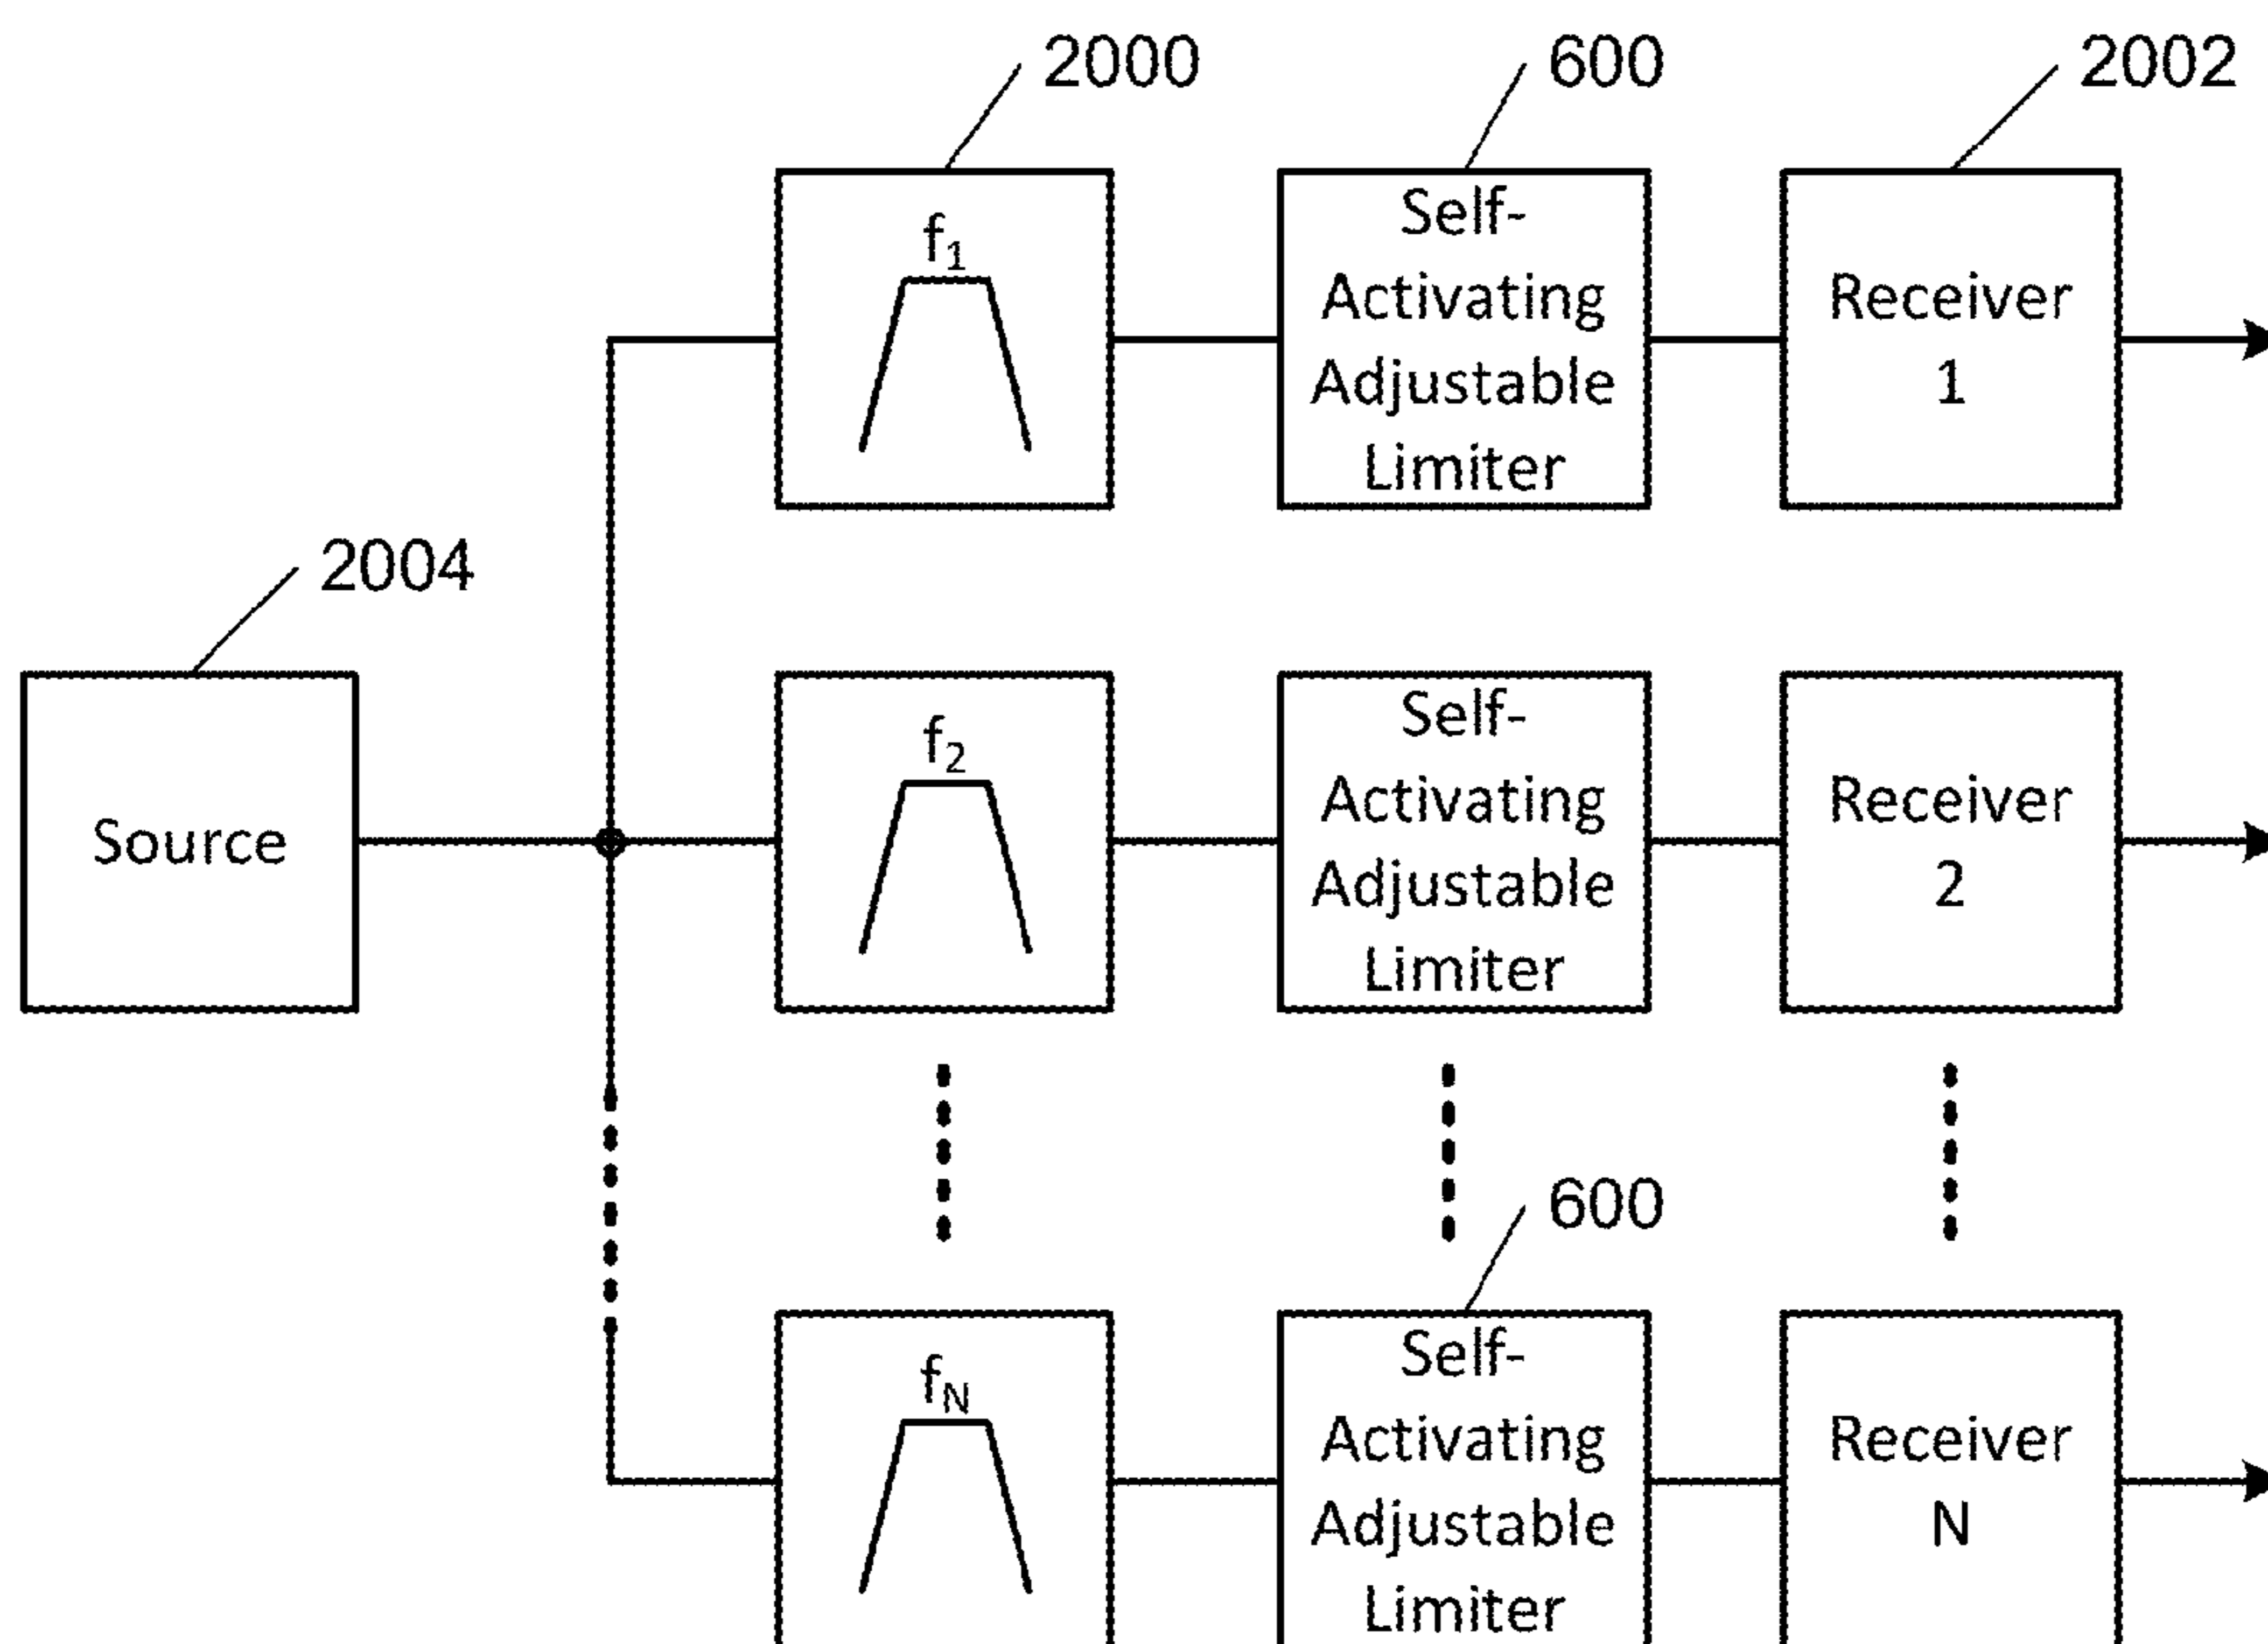 2000
600
2002
f1
Self-
Activating
Adjustable
Limiter
Receiver
1
2004
Source
f2
Self-
Activating
Adjustable
Limiter
Receiver
2
600
fN
Self-
Activating
Adjustable
Limiter
Receiver
N